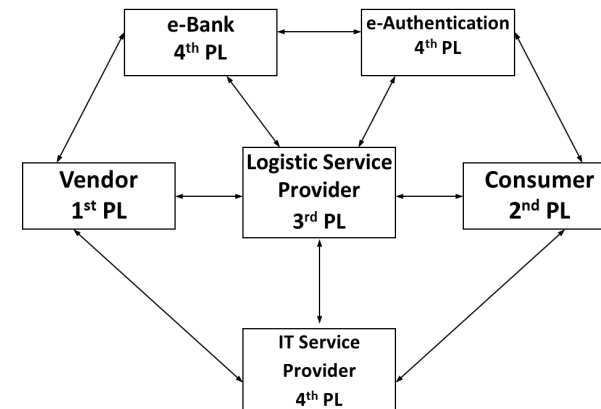 e-Bank
4th PL
e-Authentication
4th PL
Vendor
1st PL
Logistic Service
Provider
3rd PL
Consumer
2nd PL
IT Service
Provider
4th PL